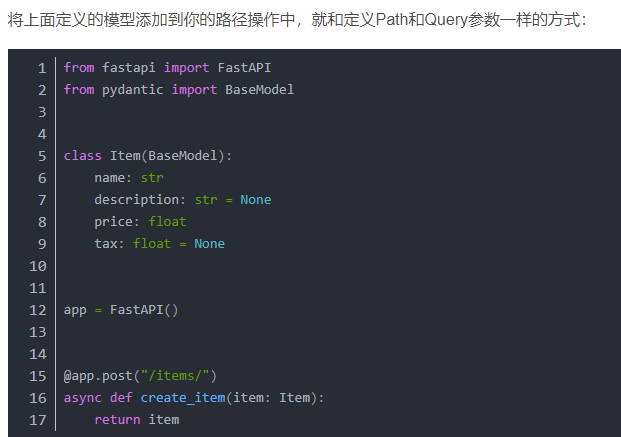 将上面定义的模型添加到你的路径操作中，就和定义Path和Query参数一样的方式：
1 from fastapi import FastAPI
2 from pydantic import BaseModel
3
4
5 class Item(BaseModel):
6     name: str
7     description: str = None
8     price: float
9     tax: float = None
10
11
12 app = FastAPI()
13
14
15 @app.post("/items/")
16 async def create_item(item: Item):
17     return item